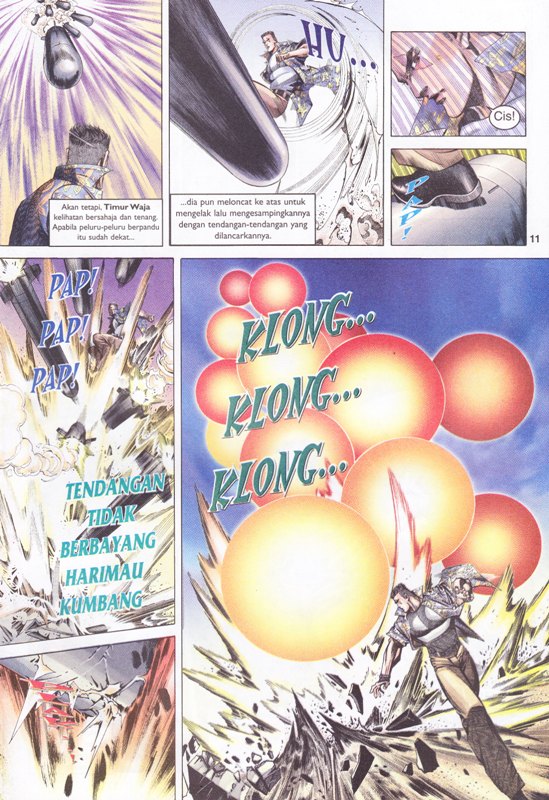 Akan tetapi, Timur Waja
kelihatan bersahaja dan tenang.
Apabila peluru-peluru berpandu
itu sudah dekat...
HU...
...dia pun meloncat ke atas untuk
mengelak lalu mengesampingkannya
dengan tendangan-tendangan yang
dilancarkannya.
Cis!
PAP!
11
PAP!
PAP!
PAP!
TENDANGAN
TIDAK
BERBAYANG
HARIMAU
KUMBANG
KLONG...
KLONG...
KLONG...